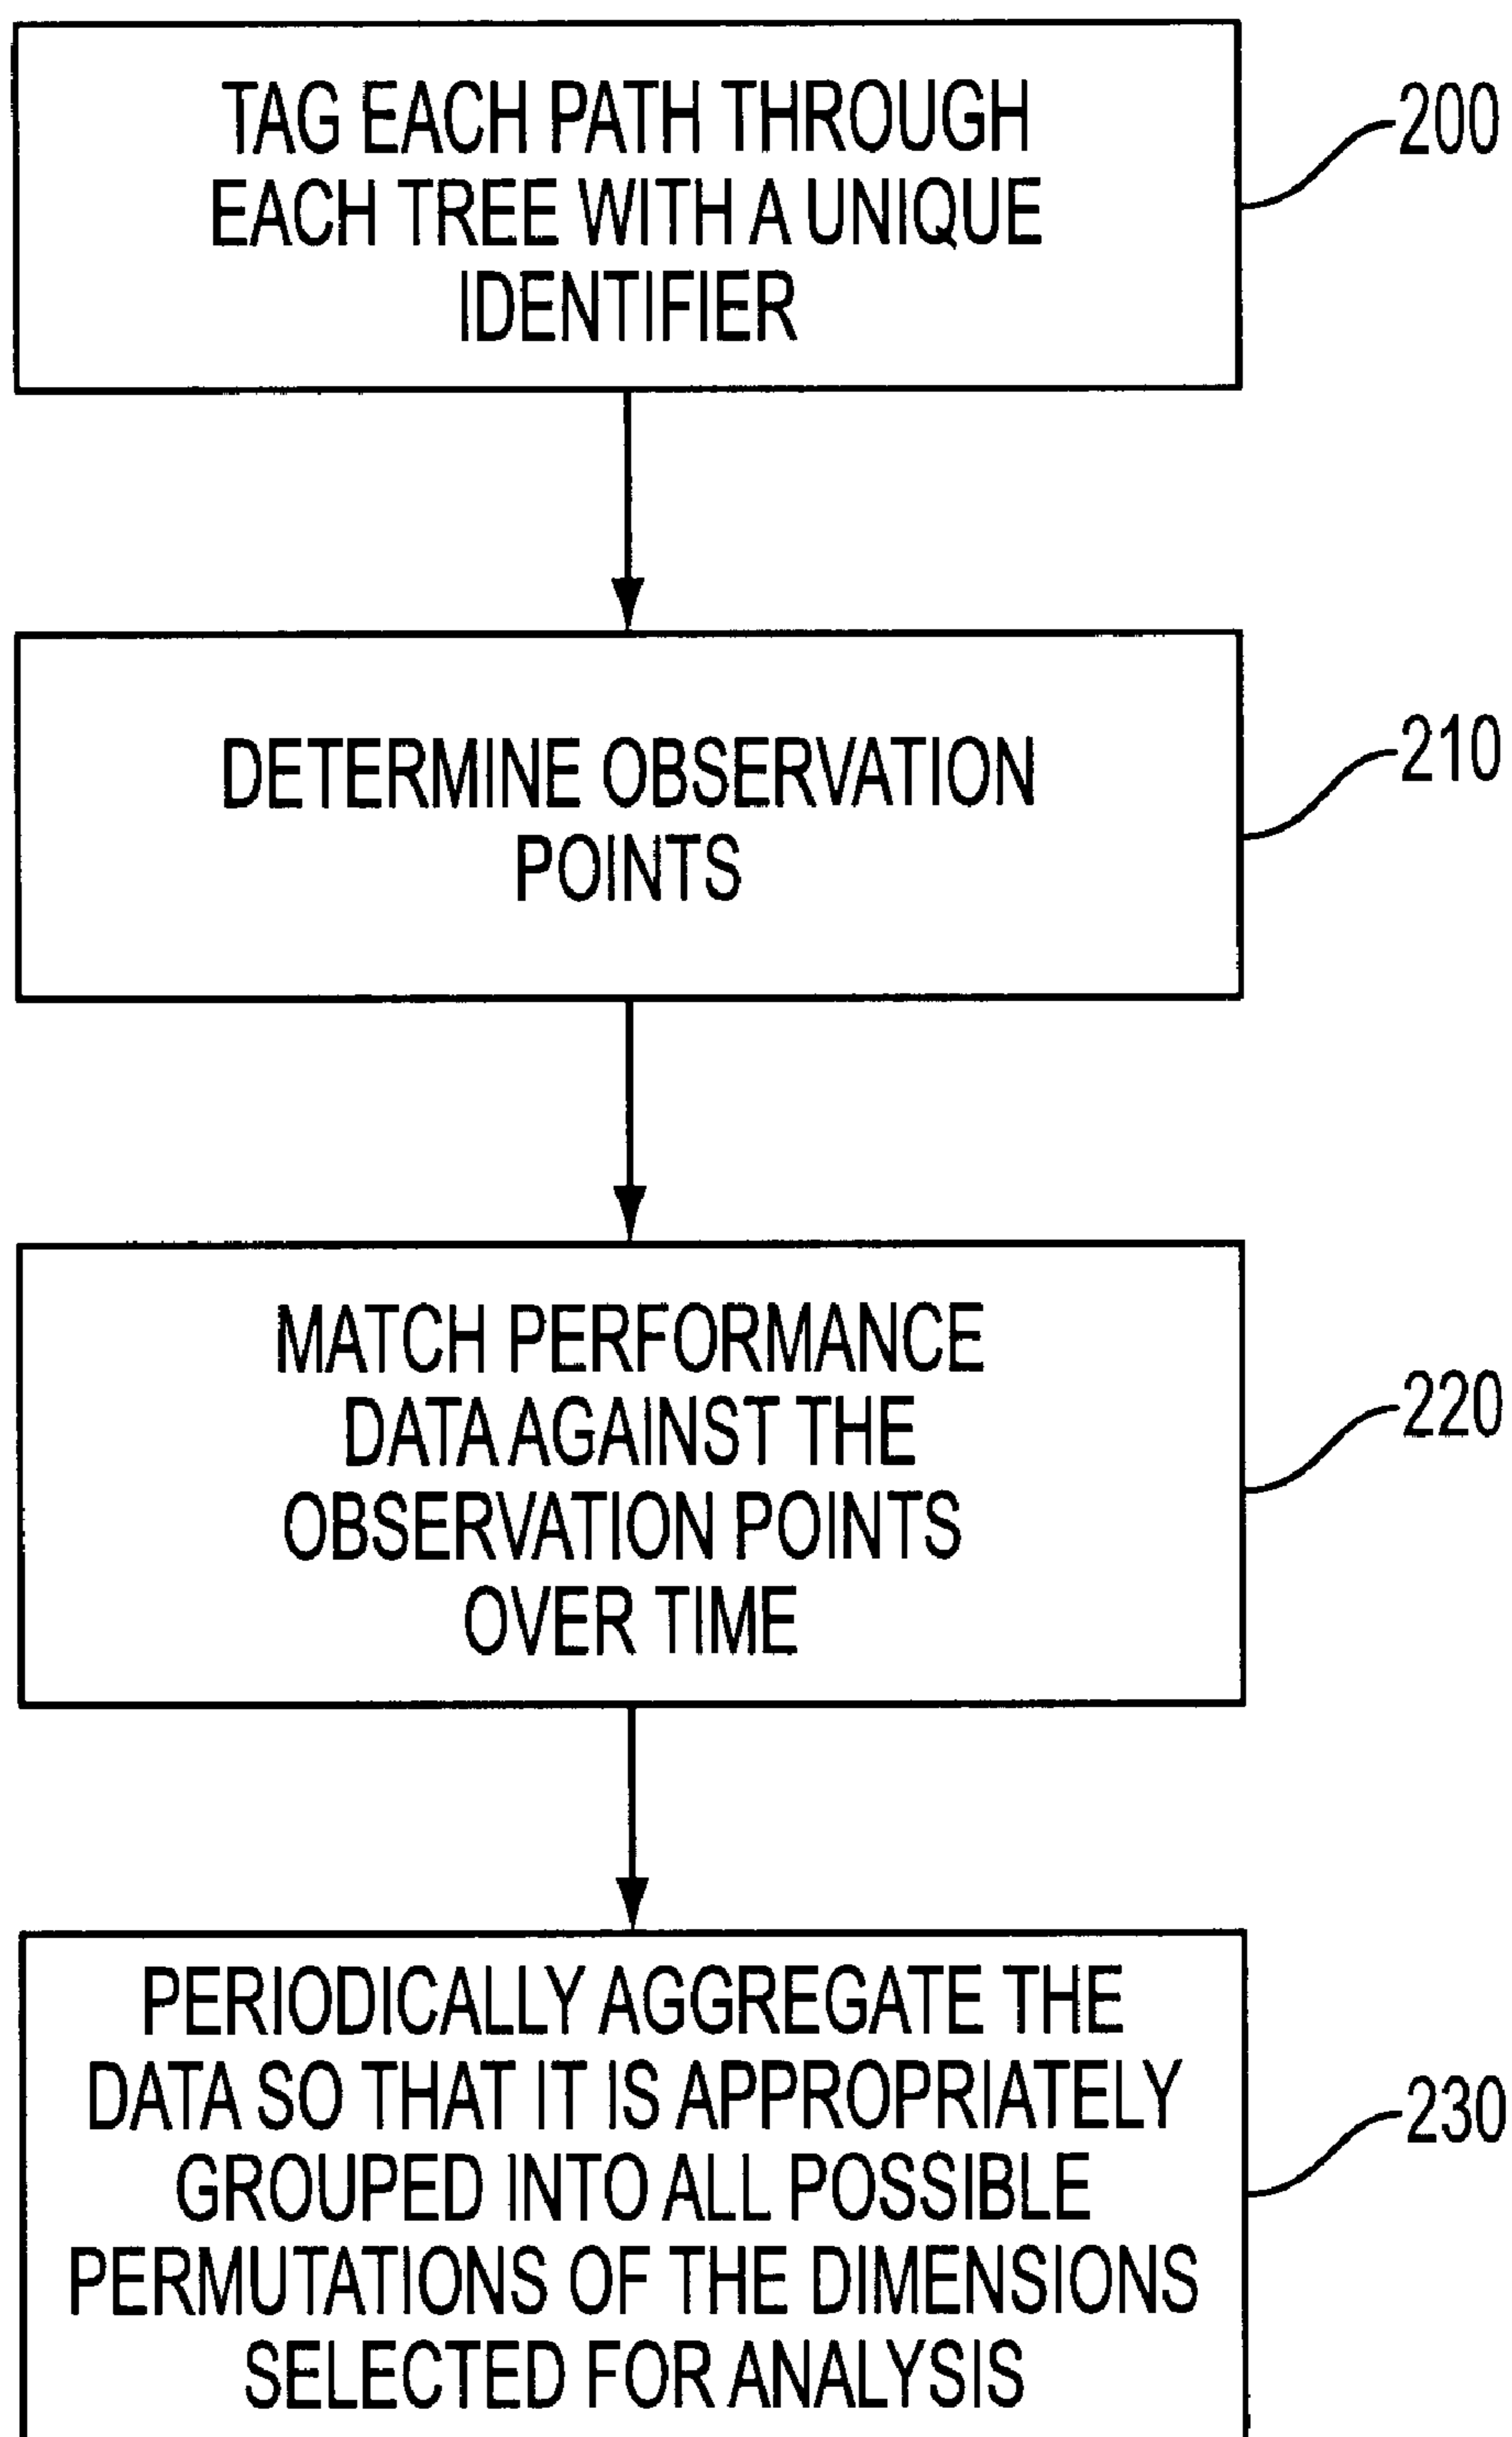 TAG EACH PATH THROUGH
EACH TREE WITH A UNIQUE
IDENTIFIER
200
DETERMINE OBSERVATION
POINTS
210
MATCH PERFORMANCE
DATA AGAINST THE
OBSERVATION POINTS
OVER TIME
220
PERIODICALLY AGGREGATE THE
DATA SO THAT IT IS APPROPRIATELY
GROUPED INTO ALL POSSIBLE
PERMUTATIONS OF THE DIMENSIONS
SELECTED FOR ANALYSIS
230